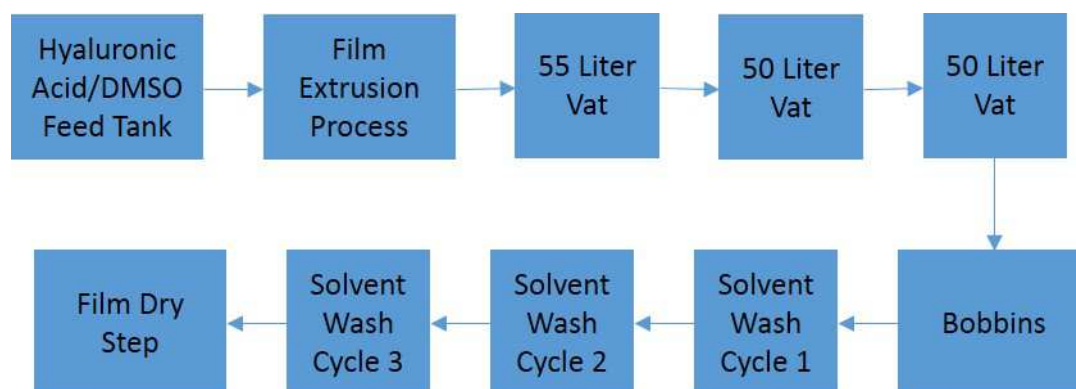 Hyaluronic
Acid/DMSO
Feed Tank
Film
Extrusion
Process
55 Liter
Vat
50 Liter
Vat
50 Liter
Vat
Bobbins
Solvent
Wash
Cycle 1
Solvent
Wash
Cycle 2
Solvent
Wash
Cycle 3
Film Dry
Step